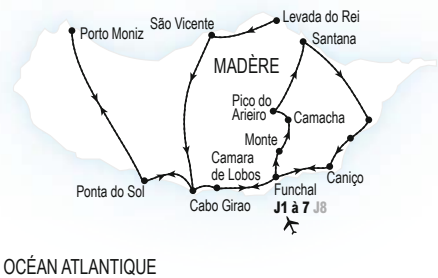 Levada do Rei
São Vicente
Porto Moniz
Santana
MADÈRE
Pico do
Arieiro
Camacha
Monte
Camara
de Lobos
Caniço
Ponta do Sol
Funchal
Cabo Girao
J1 à 7 J8
OCÉAN ATLANTIQUE